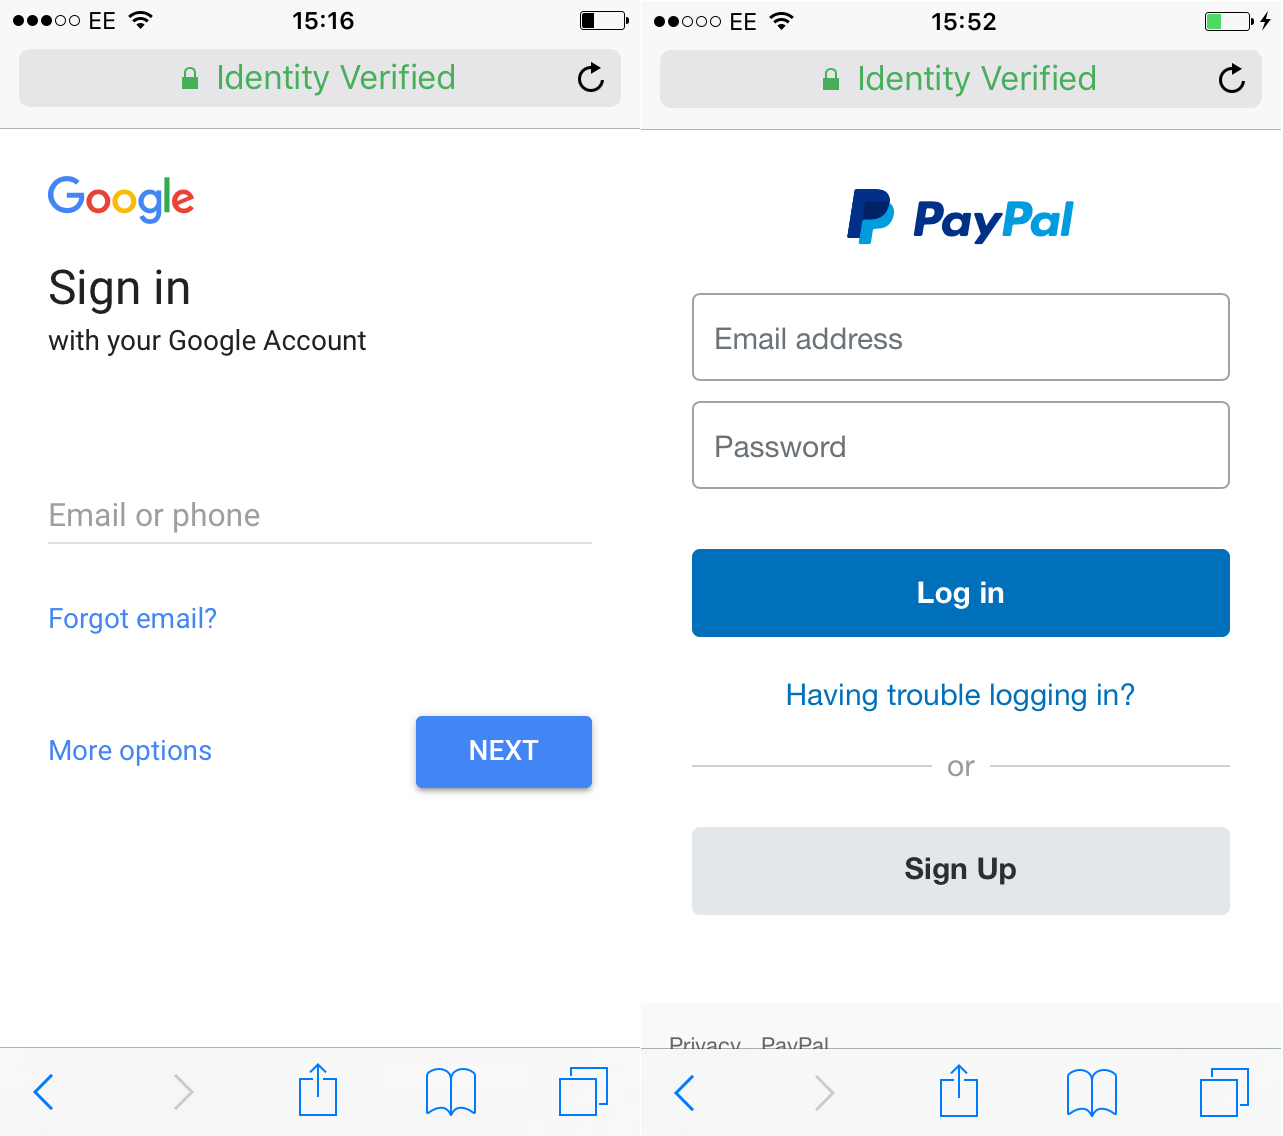 EE 15:16
Identity Verified
Google
Sign in
with your Google Account
Email or phone
Forgot email?
More options NEXT
EE 15:52
Identity Verified
PayPal
Email address
Password
Log in
Having trouble logging in?
or
Sign Up
Privacy PayPal